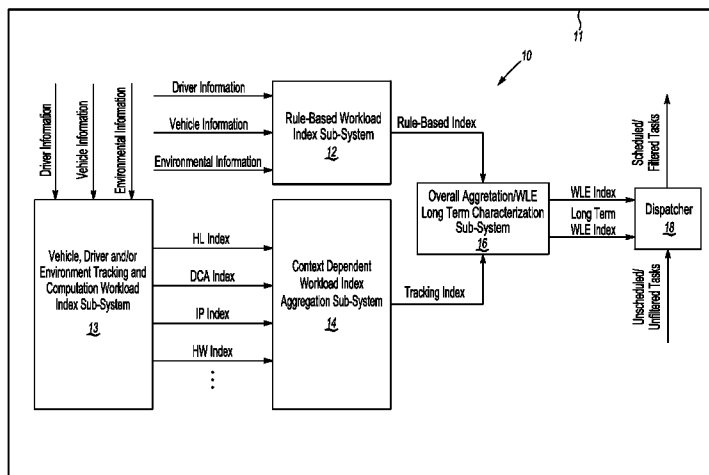 11
10
Driver Information
Vehicle Information
Environmental Information
Driver Information
Vehicle Information
Environmental Information
Rule-Based Workload
Index Sub-System
12
Rule-Based Index
Scheduled/
Filtered Tasks
Overall Aggretation/WLE
Long Term Characterization
Sub-System
16
WLE Index
Long Term
WLE Index
Dispatcher
18
Vehicle, Driver and/or
Environment Tracking and
Computation Workload
Index Sub-System
13
HL Index
DCA Index
IP Index
HW Index
Context Dependent
Workload Index
Aggregation Sub-System
14
Tracking Index
Unscheduled/
Unfiltered Tasks